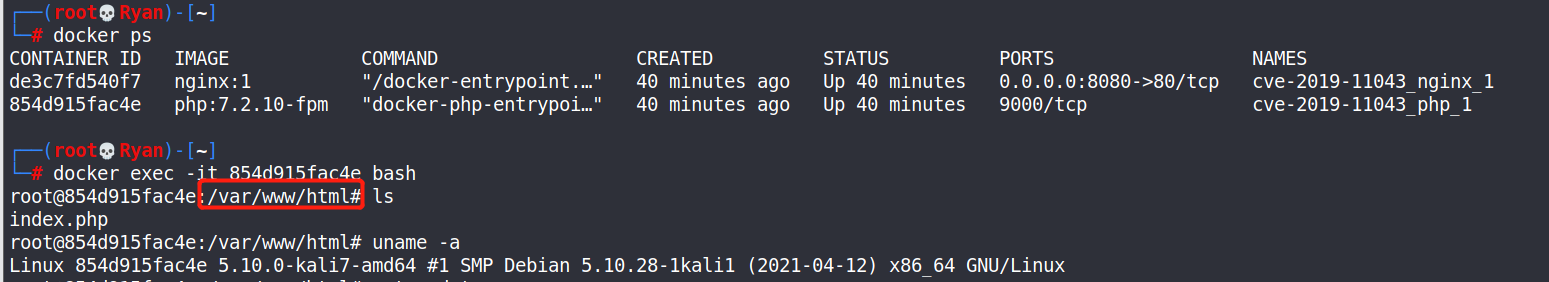 ┌──(root💀Ryan)-[~]
└─# docker ps
CONTAINER ID   IMAGE            COMMAND                  CREATED          STATUS          PORTS                  NAMES
de3c7fd540f7   nginx:1          "/docker-entrypoint.…"   40 minutes ago   Up 40 minutes   0.0.0.0:8080->80/tcp   cve-2019-11043_nginx_1
854d915fac4e   php:7.2.10-fpm   "docker-php-entrypoi…"   40 minutes ago   Up 40 minutes   9000/tcp               cve-2019-11043_php_1
┌──(root💀Ryan)-[~]
└─# docker exec -it 854d915fac4e bash
root@854d915fac4e:/var/www/html# ls
index.php
root@854d915fac4e:/var/www/html# uname -a
Linux 854d915fac4e 5.10.0-kali7-amd64 #1 SMP Debian 5.10.28-1kali1 (2021-04-12) x86_64 GNU/Linux